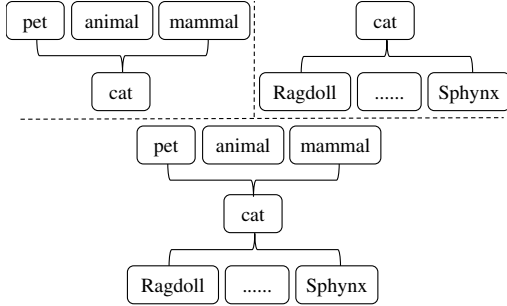 pet animal mammal
cat
cat
Ragdoll ...... Sphynx
pet animal mammal
cat
Ragdoll ...... Sphynx